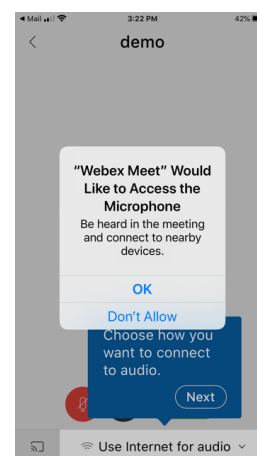 Mail 3:22 PM 42%
demo
“Webex Meet” Would
Like to Access the
Microphone
Be heard in the meeting
and connect to nearby
devices.
OK
Don’t Allow
Choose how you
want to connect
to audio.
Next
Use Internet for audio